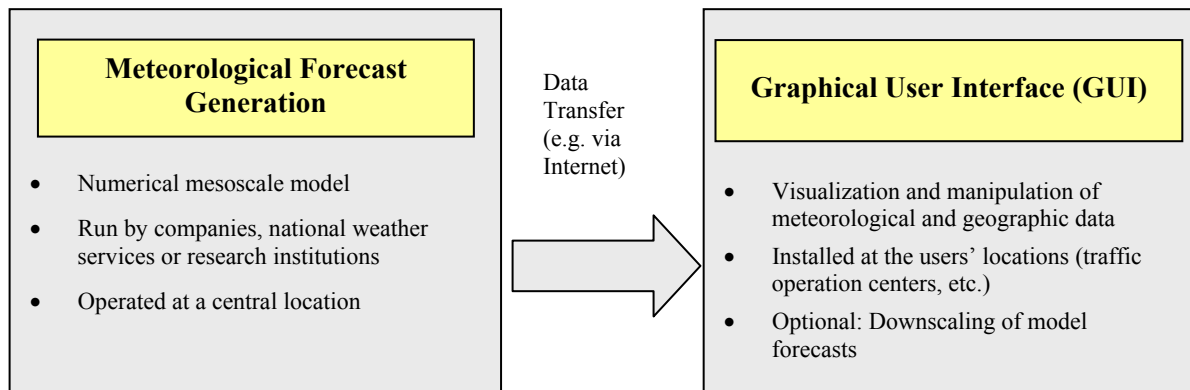 Meteorological Forecast
Generation
• Numerical mesoscale model
• Run by companies, national weather
services or research institutions
• Operated at a central location
Data
Transfer
(e.g. via
Internet)
Graphical User Interface (GUI)
• Visualization and manipulation of
meteorological and geographic data
• Installed at the users’ locations (traffic
operation centers, etc.)
• Optional: Downscaling of model
forecasts